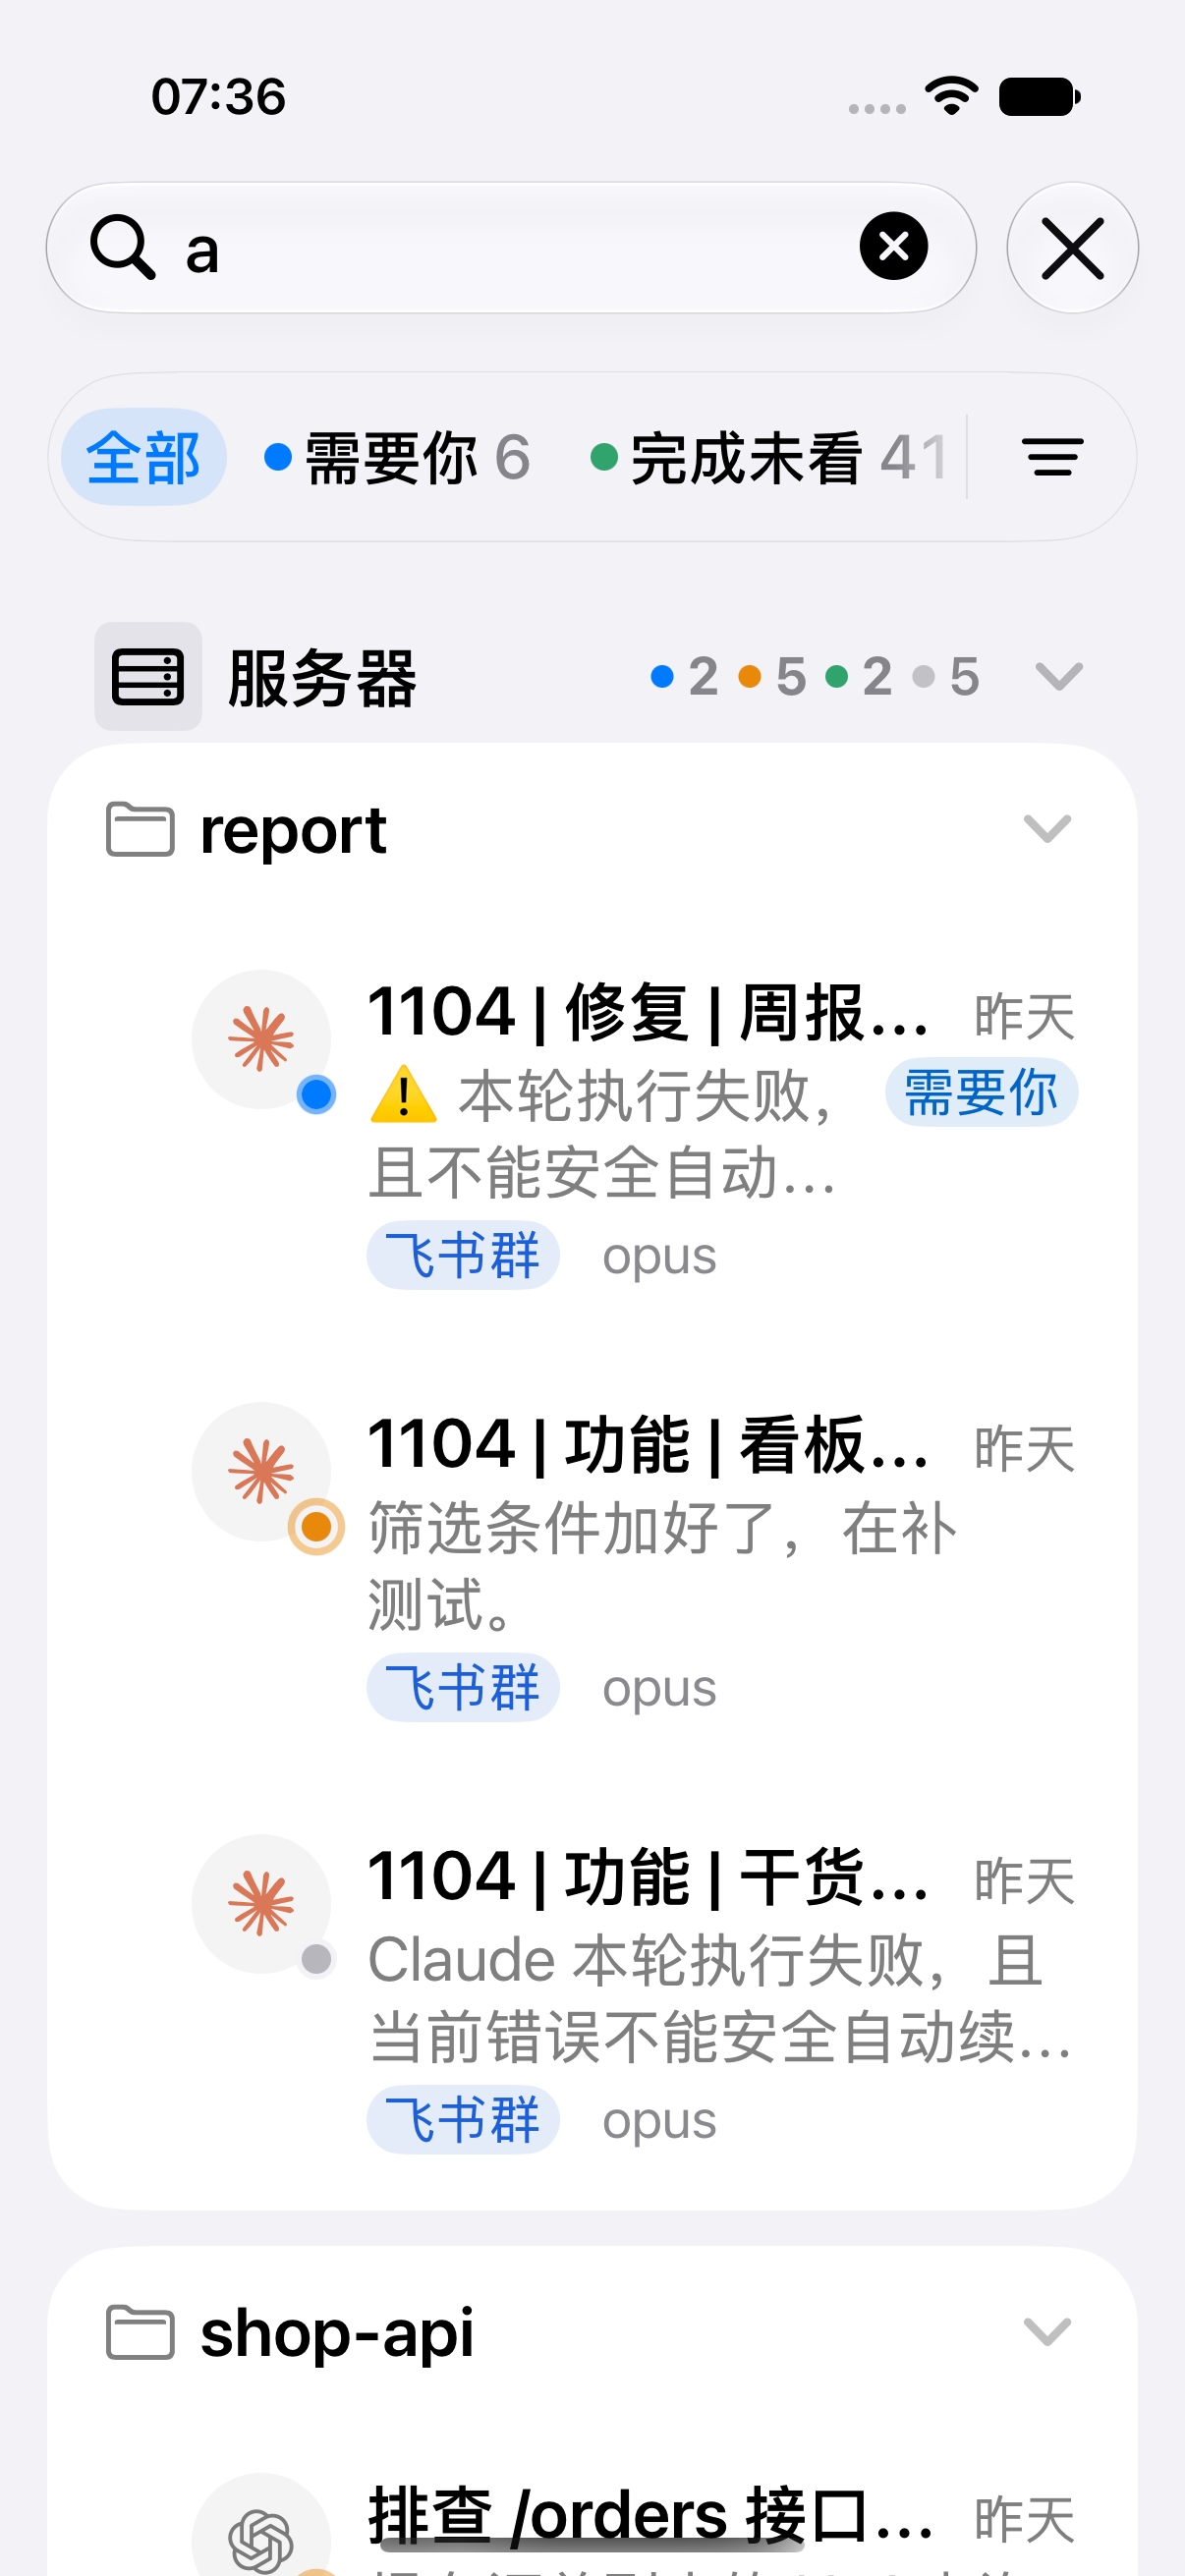 07:36
a
全部 需要你 6 完成未看 41
服务器 2 5 2 5
report
1104 | 修复 | 周报... 昨天
⚠️ 本轮执行失败， 需要你
且不能安全自动...
飞书群 opus
1104 | 功能 | 看板... 昨天
筛选条件加好了，在补
测试。
飞书群 opus
1104 | 功能 | 干货... 昨天
Claude 本轮执行失败，且
当前错误不能安全自动续...
飞书群 opus
shop-api
排查 /orders 接口... 昨天